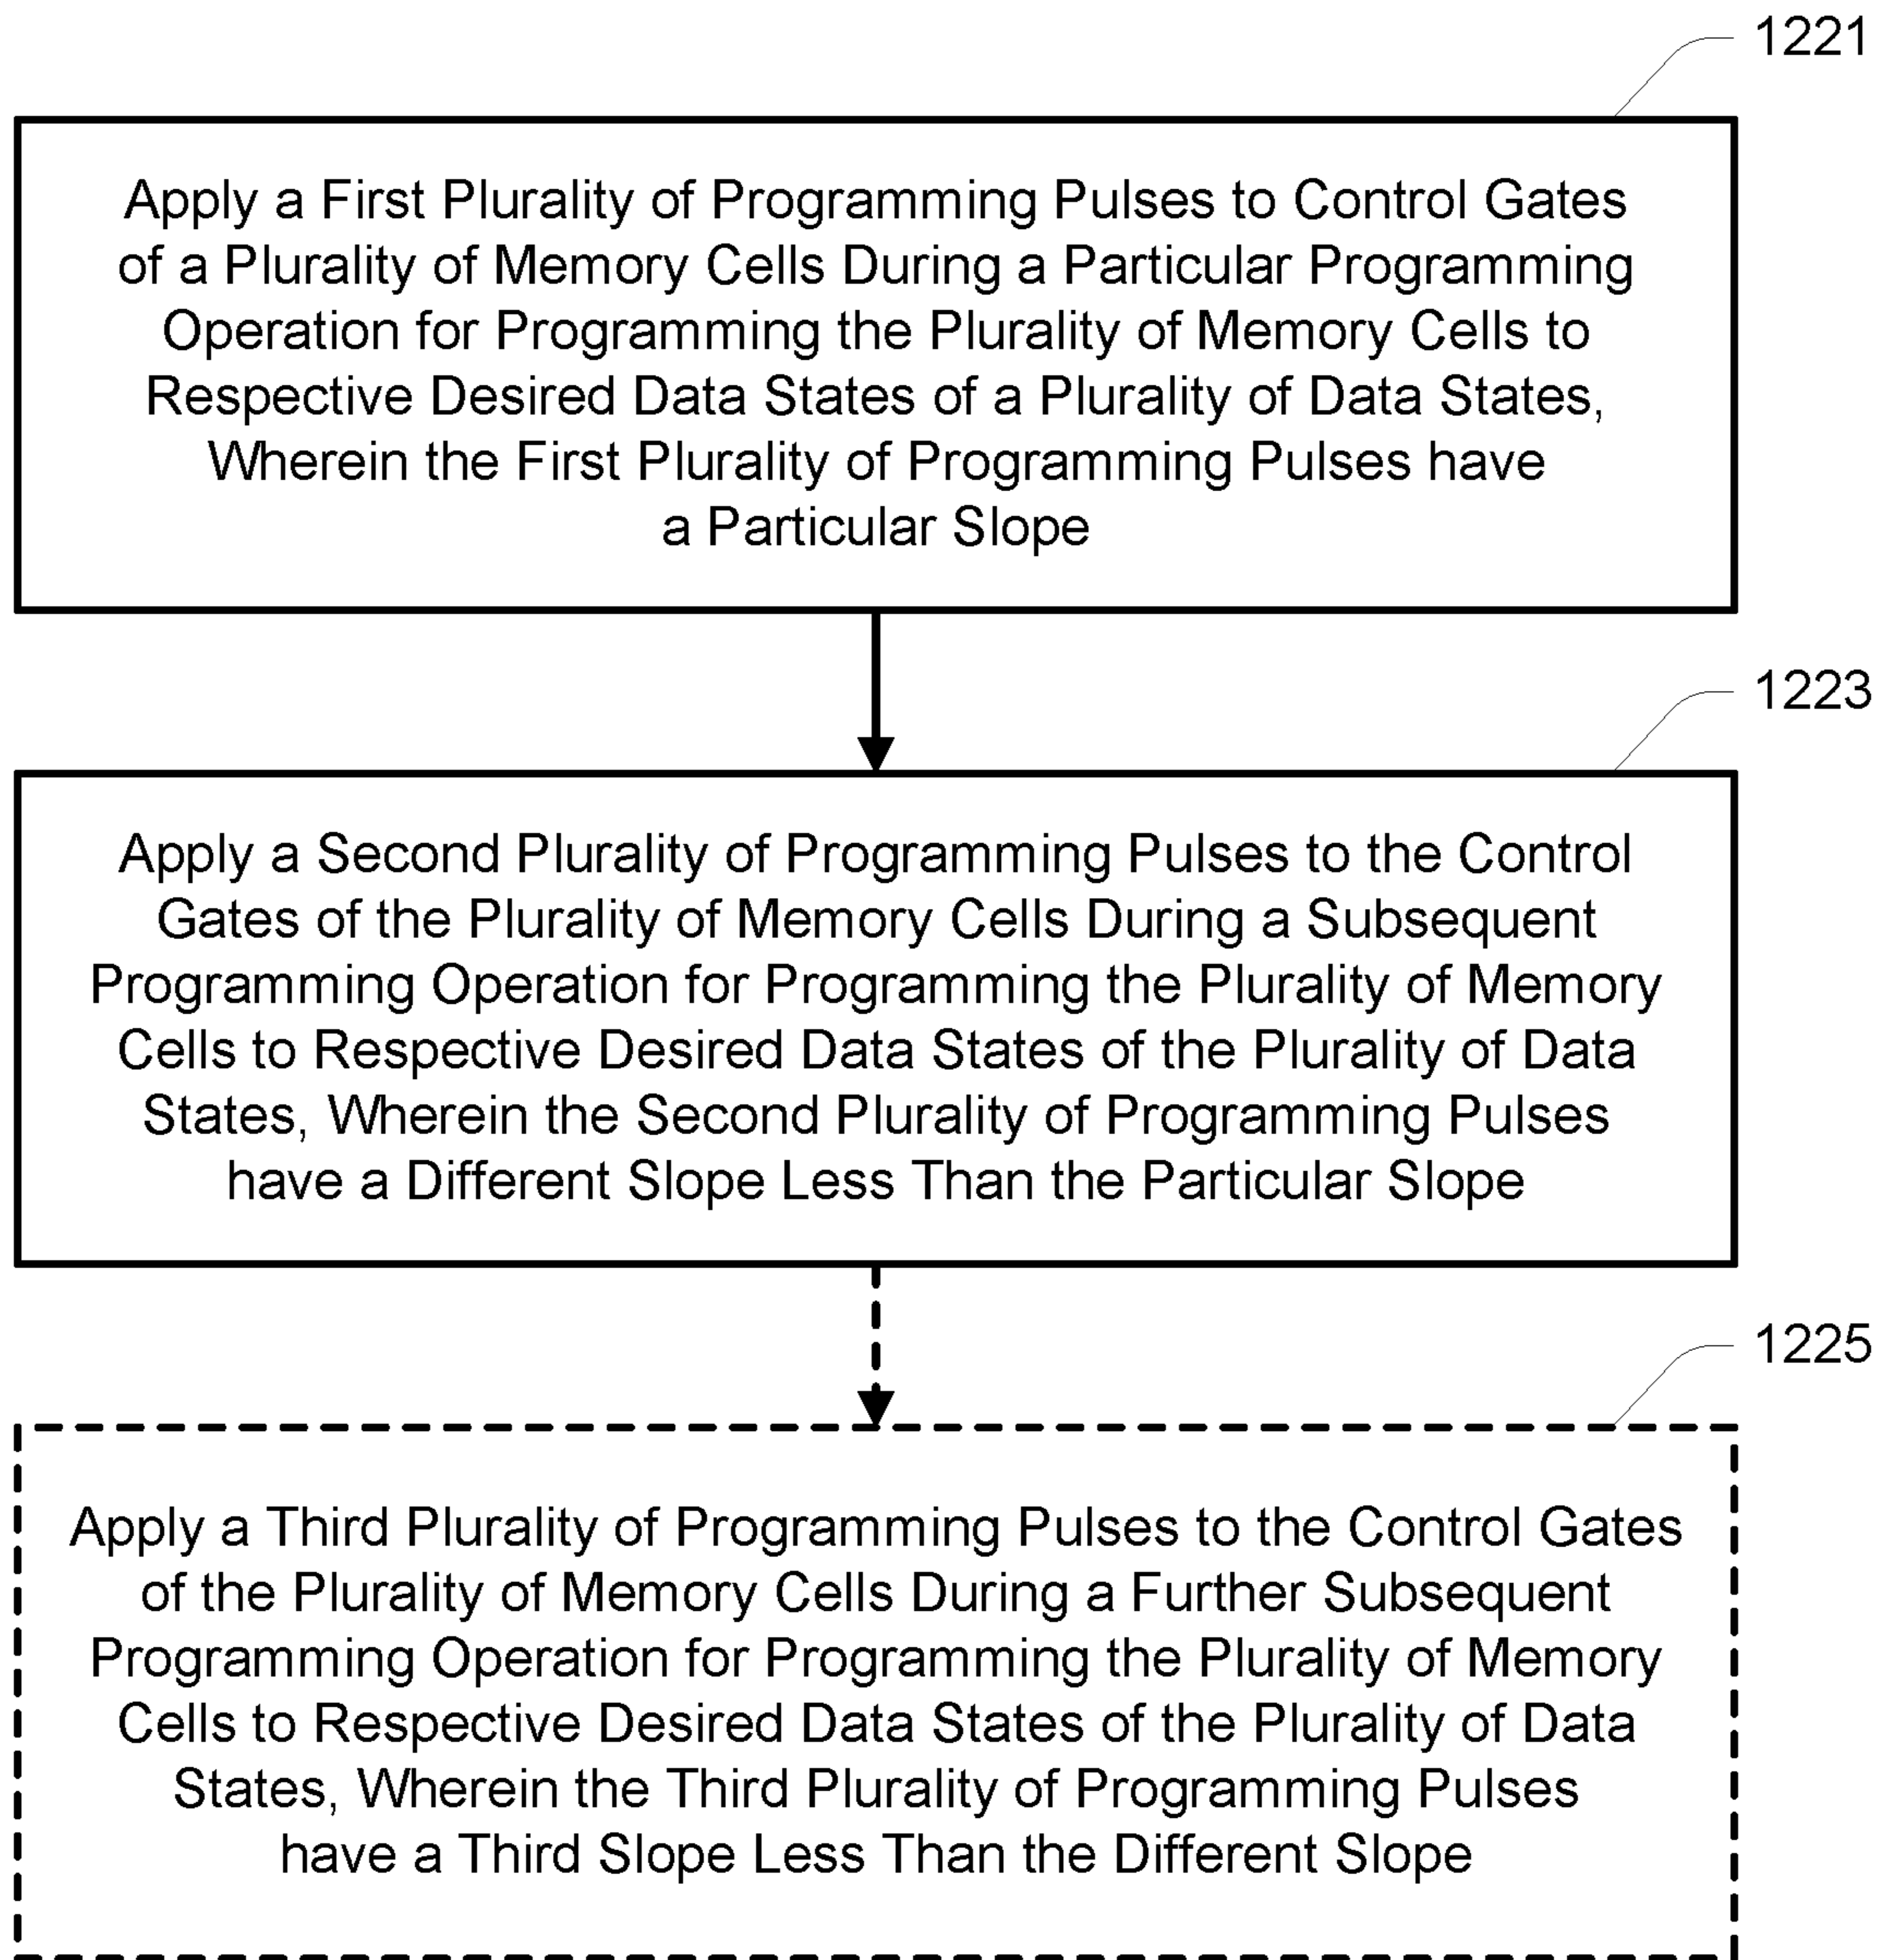 1221
Apply a First Plurality of Programming Pulses to Control Gates
of a Plurality of Memory Cells During a Particular Programming
Operation for Programming the Plurality of Memory Cells to
Respective Desired Data States of a Plurality of Data States,
Wherein the First Plurality of Programming Pulses have
a Particular Slope
1223
Apply a Second Plurality of Programming Pulses to the Control
Gates of the Plurality of Memory Cells During a Subsequent
Programming Operation for Programming the Plurality of Memory
Cells to Respective Desired Data States of the Plurality of Data
States, Wherein the Second Plurality of Programming Pulses
have a Different Slope Less Than the Particular Slope
1225
Apply a Third Plurality of Programming Pulses to the Control Gates
of the Plurality of Memory Cells During a Further Subsequent
Programming Operation for Programming the Plurality of Memory
Cells to Respective Desired Data States of the Plurality of Data
States, Wherein the Third Plurality of Programming Pulses
have a Third Slope Less Than the Different Slope